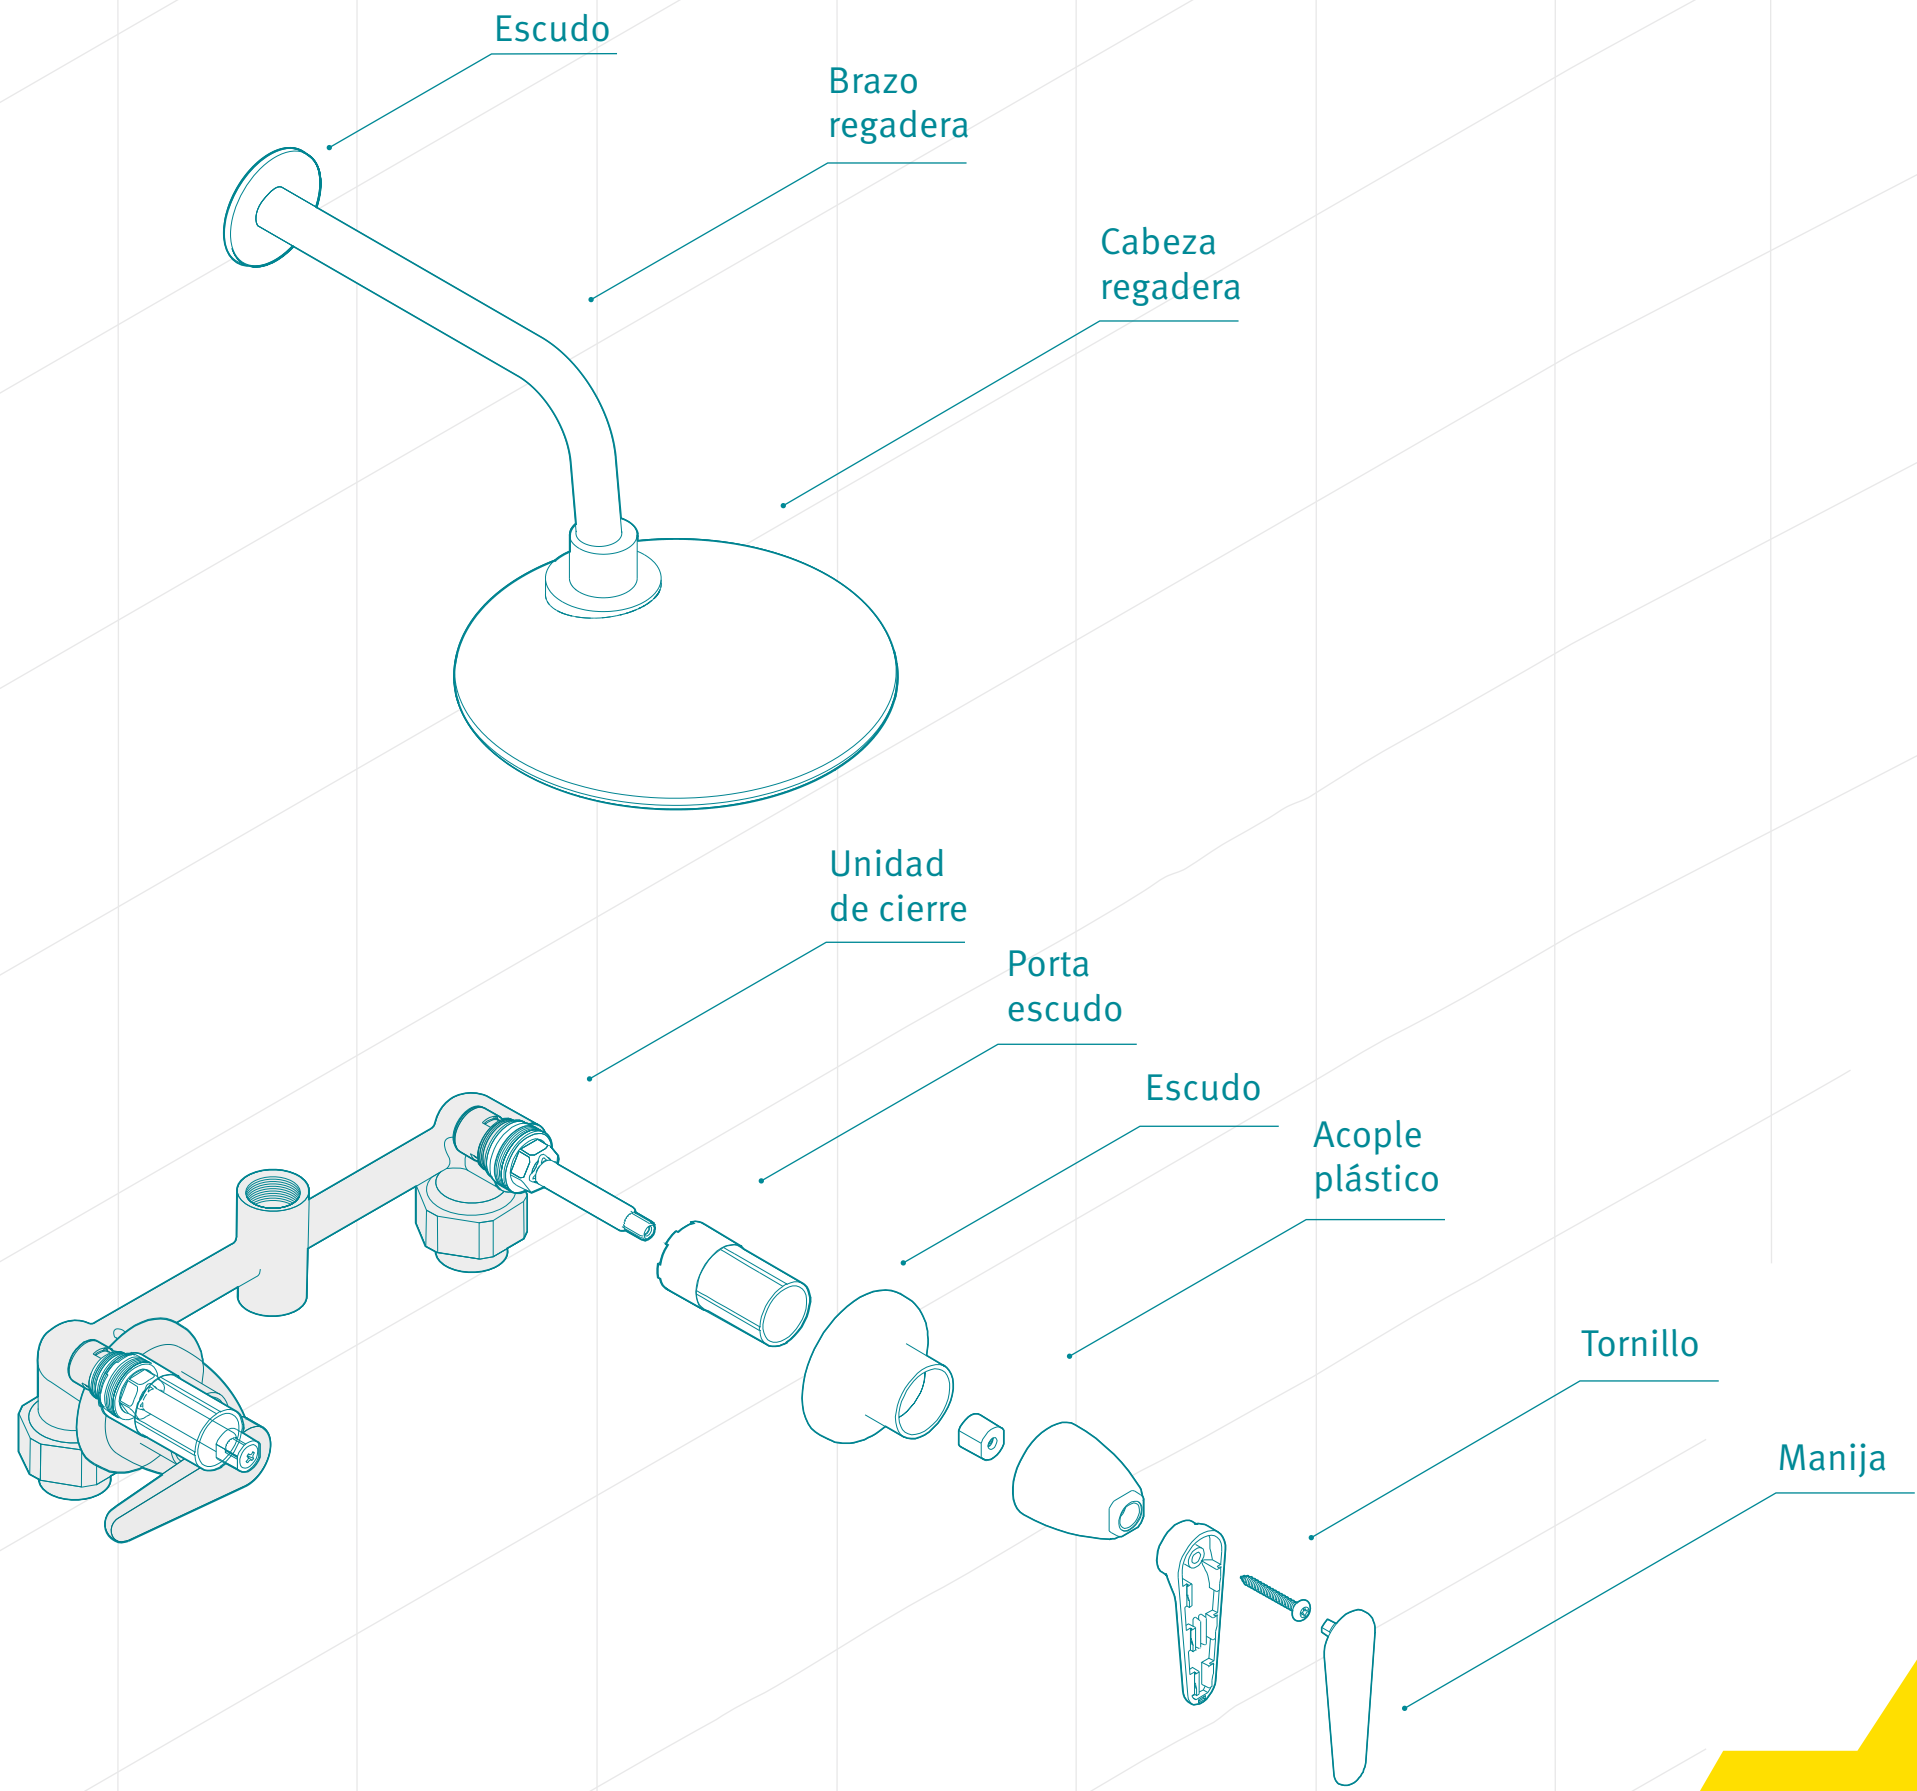 Escudo
Brazo
regadera
Cabeza
regadera
Unidad
de cierre
Porta
escudo
Escudo
Acople
plástico
Tornillo
Manija